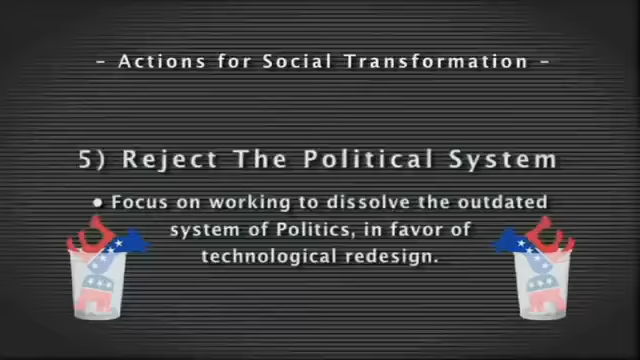 - Actions for Social Transformation -
5) Reject The Political System
● Focus on working to dissolve the outdated
system of Politics, in favor of
technological redesign.